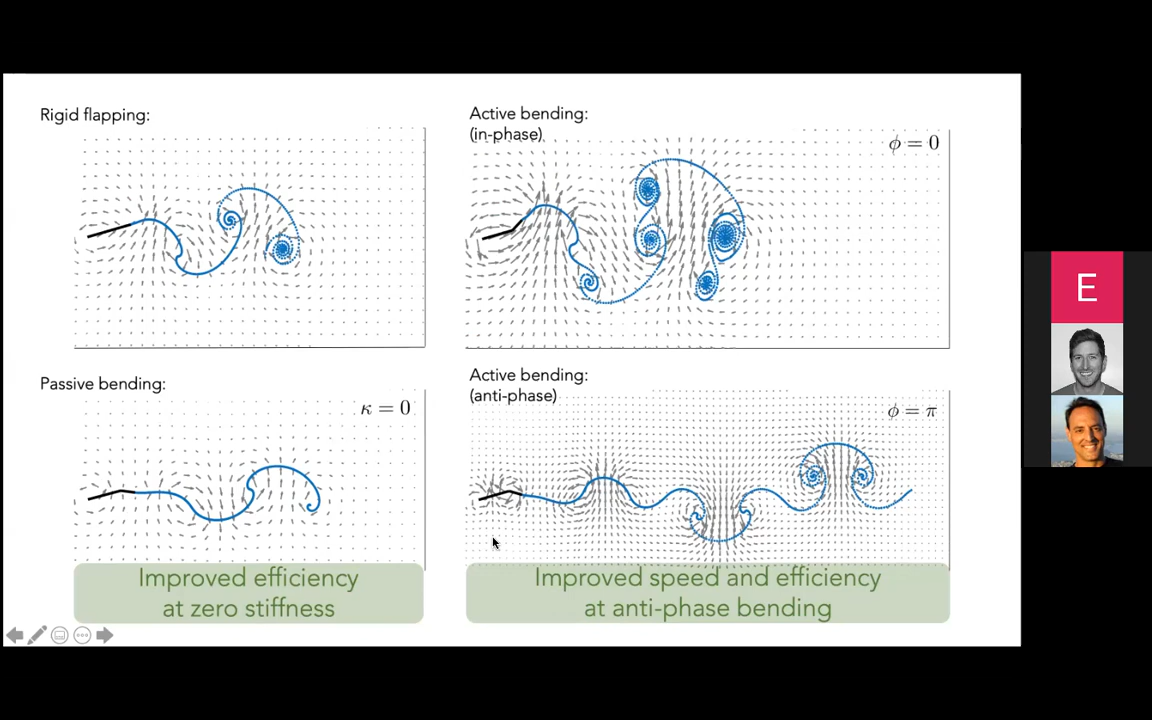 Rigid flapping:
Active bending:
(in-phase)
ϕ = 0
Passive bending:
κ = 0
Active bending:
(anti-phase)
ϕ = π
Improved efficiency
at zero stiffness
Improved speed and efficiency
at anti-phase bending
E